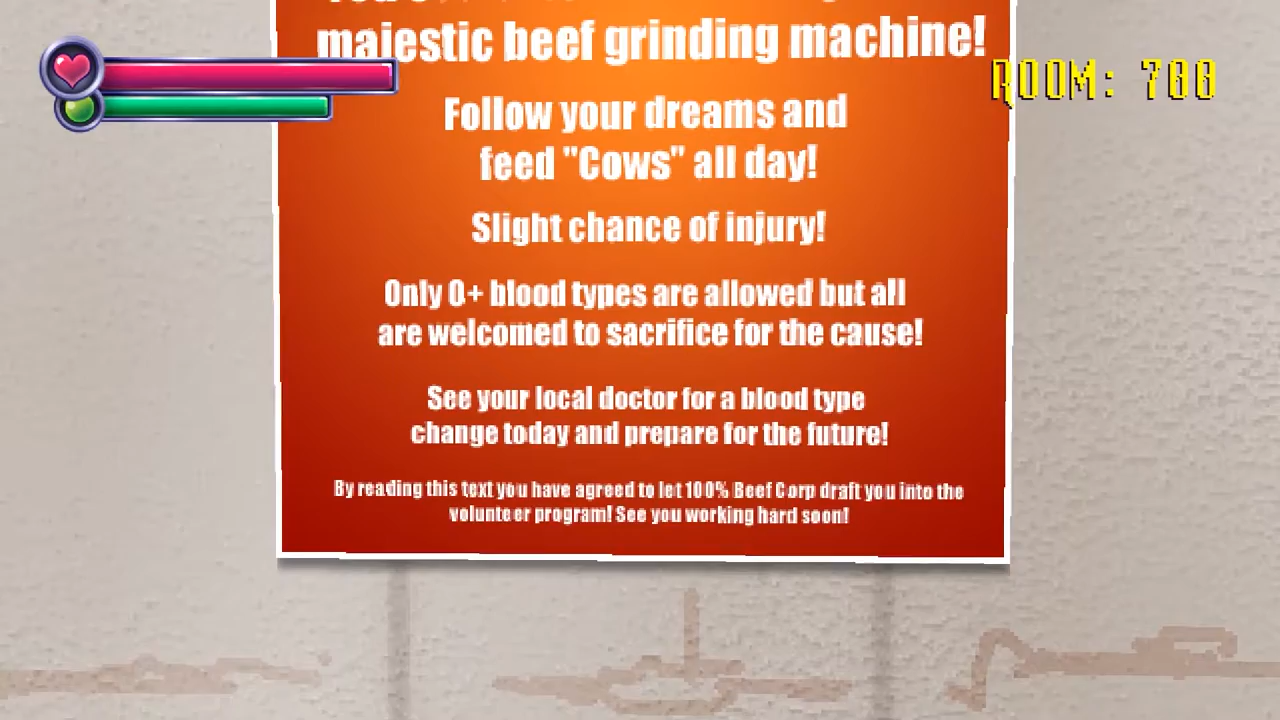 majestic beef grinding machine!
ROOM: 700
Follow your dreams and
feed "Cows" all day!
Slight chance of injury!
Only O+ blood types are allowed but all
are welcomed to sacrifice for the cause!
See your local doctor for a blood type
change today and prepare for the future!
By reading this text you have agreed to let 100% Beef Corp draft you into the
volunteer program! See you working hard soon!